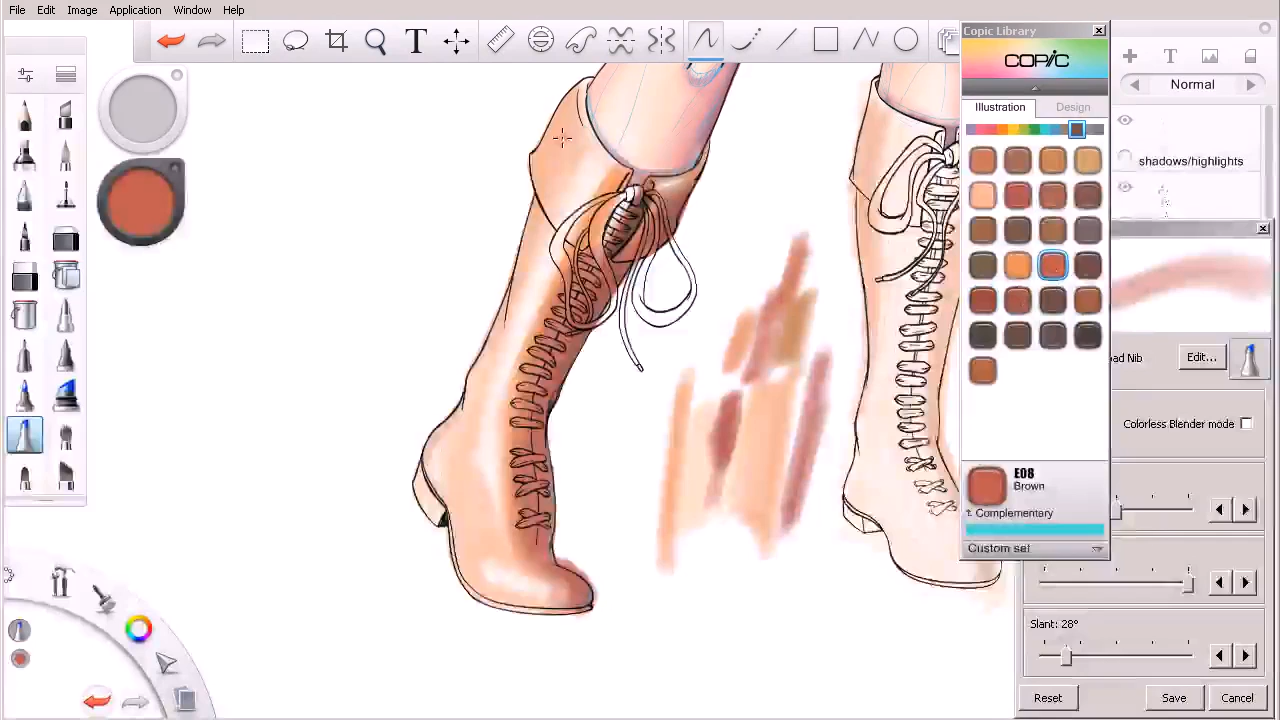 File Edit Image Application Window Help
Copic Library
COPIC
Normal
Illustration Design
shadows/highlights
Nib
Edit...
Colorless Blender mode
E08
Brown
Complementary
Custom set
Slant: 28°
Reset Save Cancel